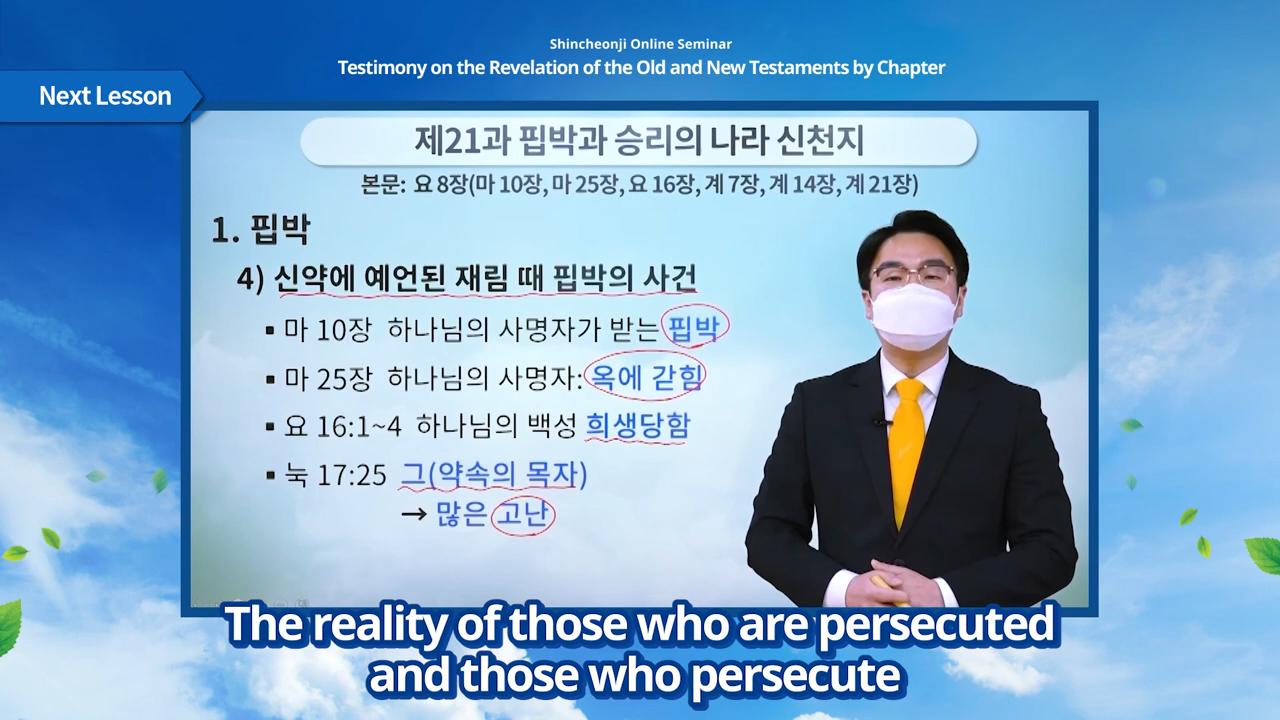 Shincheonji Online Seminar
Testimony on the Revelation of the Old and New Testaments by Chapter
Next Lesson
제21과 핍박과 승리의 나라 신천지
본문: 요 8장(마 10장, 마 25장, 요 16장, 계 7장, 계 14장, 계 21장)
1. 핍박
4) 신약에 예언된 재림 때 핍박의 사건
▪ 마 10장 하나님의 사명자가 받는 핍박
▪ 마 25장 하나님의 사명자: 옥에 갇힘
▪ 요 16:1~4 하나님의 백성 희생당함
▪ 눅 17:25 그(약속의 목자)
→ 많은 고난
The reality of those who are persecuted
and those who persecute